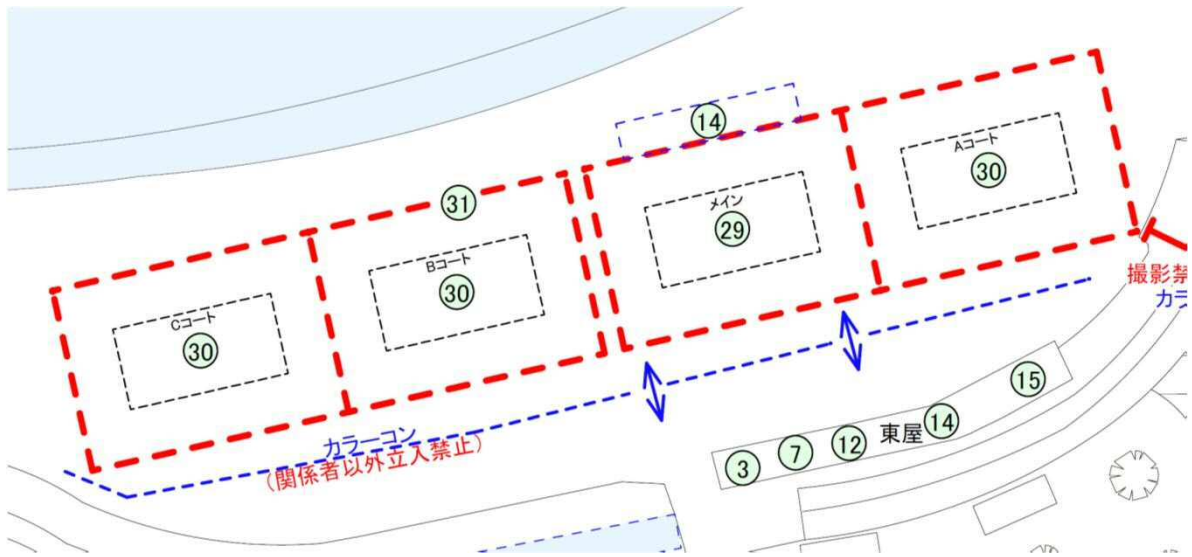 14
Aコート
30
31
メイン
29
Bコート
30
Cコート
30
撮影禁
カラ
カラーコン
(関係者以外立入禁止)
3
7
12
東屋
14
15